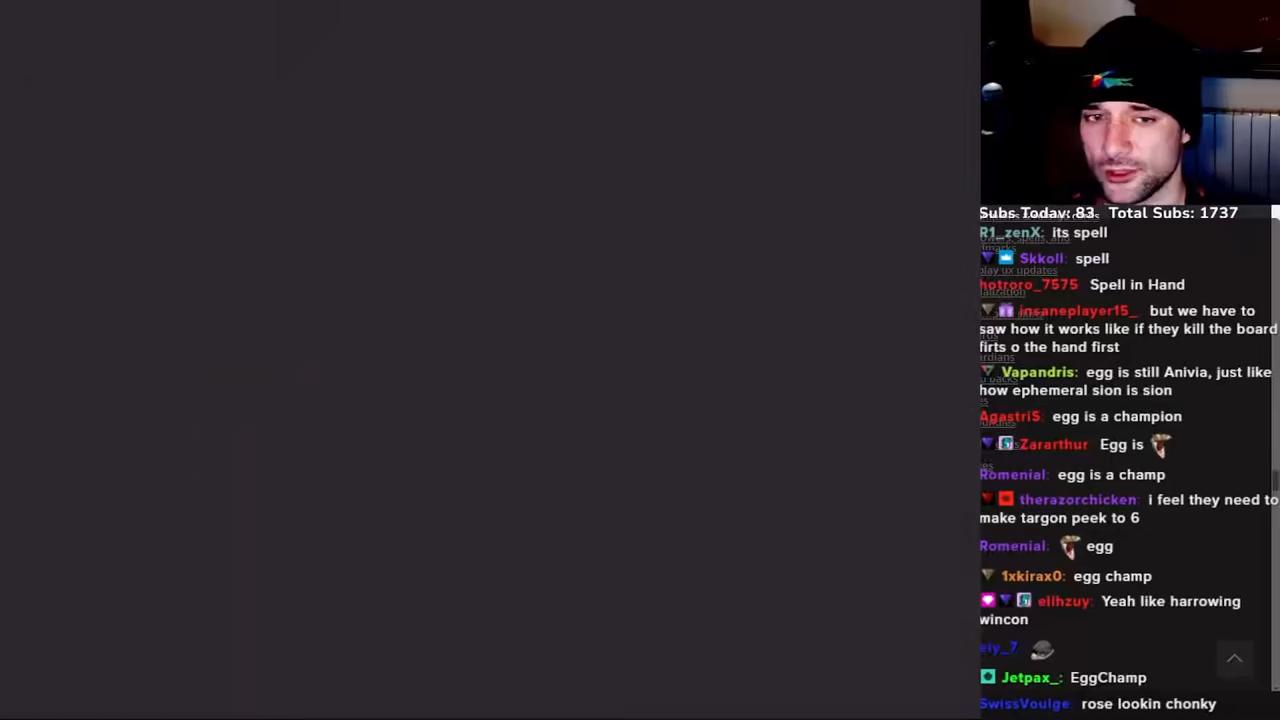 Subs Today: 83 Total Subs: 1737
R1_zenX: its spell
Skkoll: spell
play ux updates
hotroro_7575 Spell in Hand
insaneplayer15_ but we have to
saw how it works like if they kill the board
firts o the hand first
Vapandris: egg is still Anivia, just like
how ephemeral sion is sion
AgastriS: egg is a champion
Zararthur Egg is
Romenial: egg is a champ
therazorchicken: i feel they need to
make targon peek to 6
Romenial: egg
1xkirax0: egg champ
ellhzuy: Yeah like harrowing
wincon
Jetpax_: EggChamp
SwissVoulge: rose lookin chonky